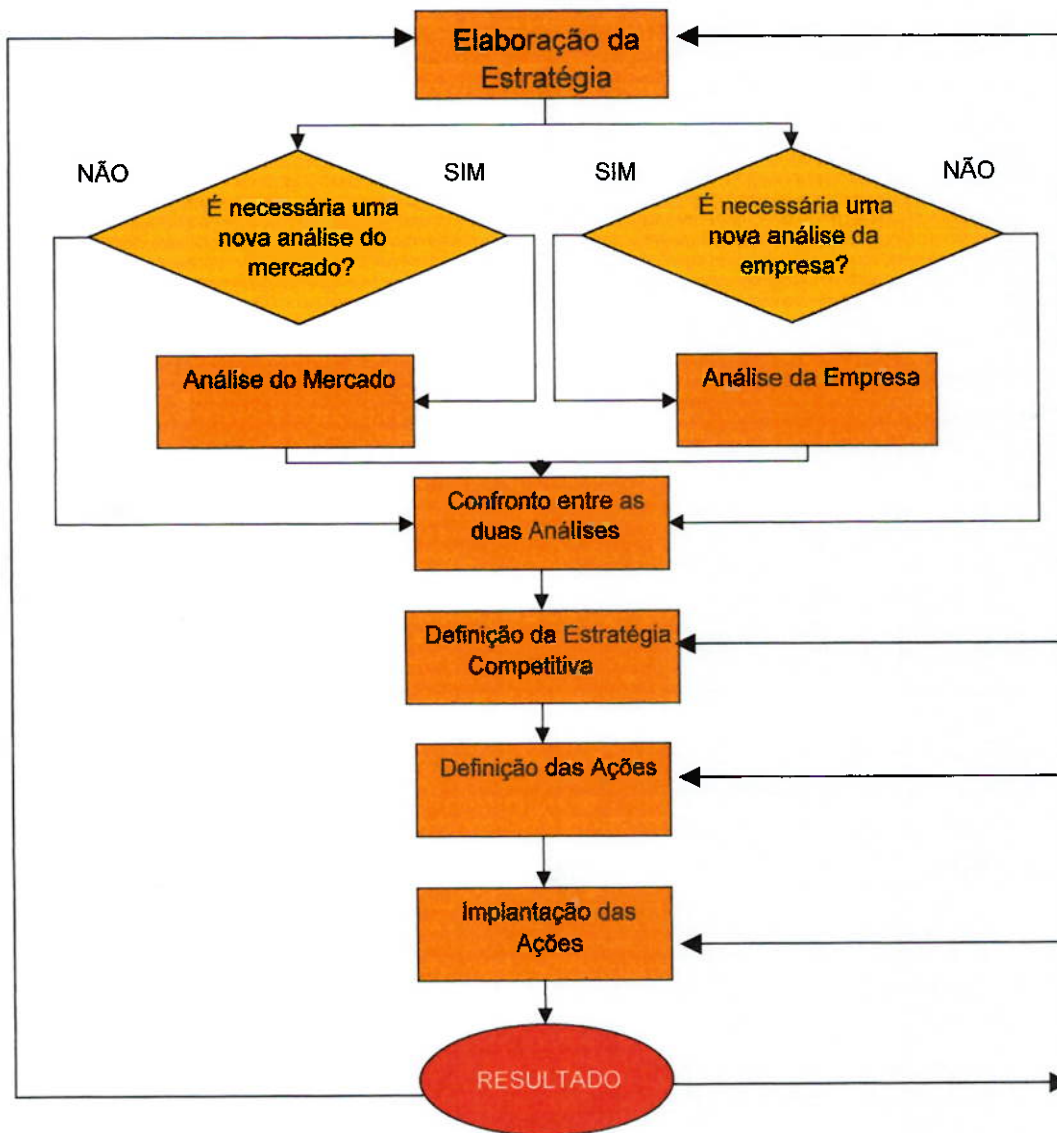 Elaboração da
Estratégia
NÃO
SIM
SIM
NÃO
É necessária uma
nova análise do
mercado?
É necessária uma
nova análise da
empresa?
Análise do Mercado
Análise da Empresa
Confronto entre as
duas Análises
Definição da Estratégia
Competitiva
Definição das Ações
Implantação das
Ações
RESULTADO